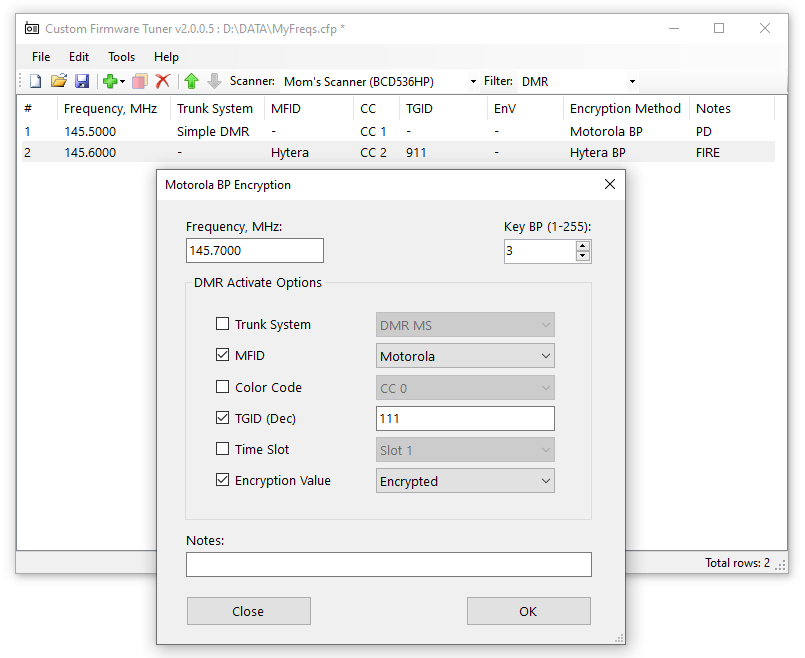 Custom Firmware Tuner v2.0.0.5 : D:\DATA\MyFreqs.cfp *
File Edit Tools Help
Scanner: Mom's Scanner (BCD536HP) Filter: DMR
# Frequency, MHz Trunk System MFID CC TGID EnV Encryption Method Notes
1 145.5000 Simple DMR - CC 1 - - Motorola BP PD
2 145.6000 - Hytera CC 2 911 - Hytera BP FIRE
Motorola BP Encryption
Frequency, MHz: Key BP (1-255):
145.7000 3
DMR Activate Options
Trunk System DMR MS
MFID Motorola
Color Code CC 0
TGID (Dec) 111
Time Slot Slot 1
Encryption Value Encrypted
Notes:
Close OK
Total rows: 2